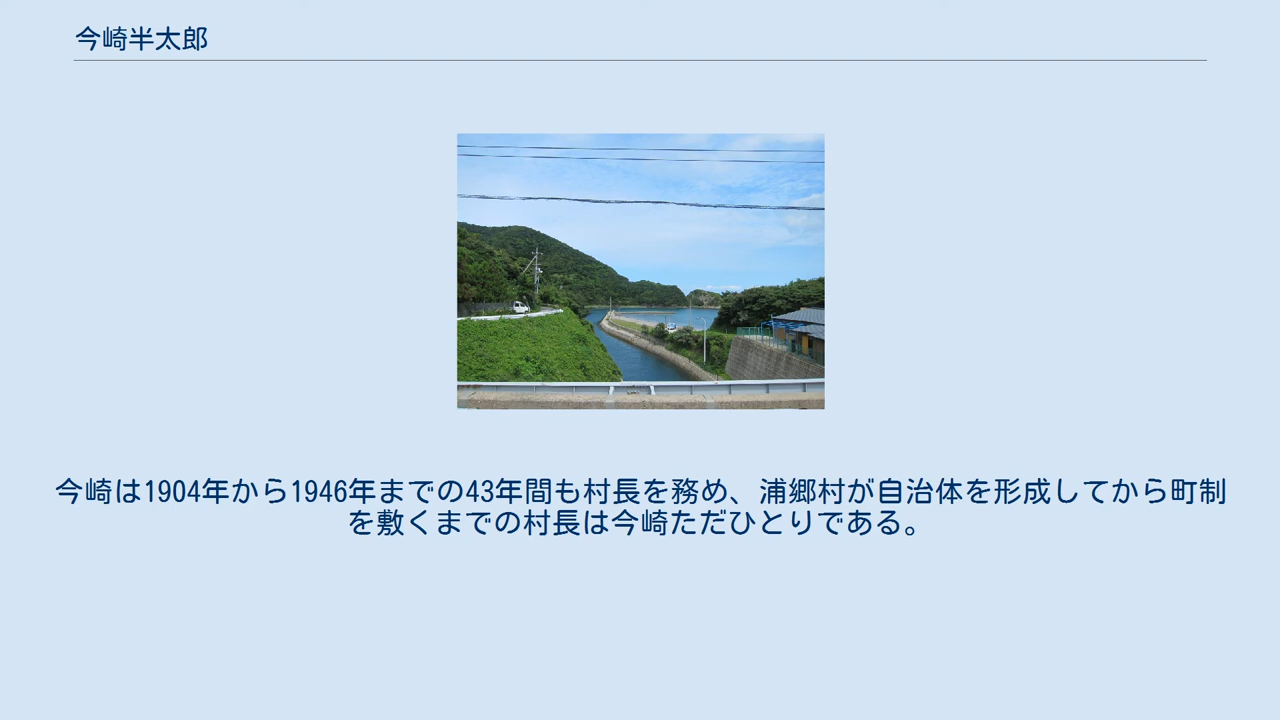 今崎半太郎
今崎は1904年から1946年までの43年間も村長を務め、浦郷村が自治体を形成してから町制
を敷くまでの村長は今崎ただひとりである。